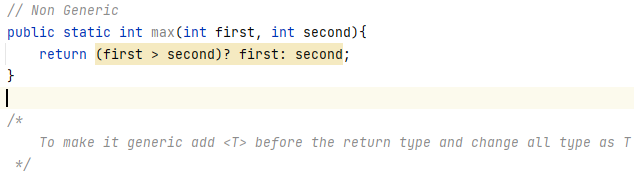 // Non Generic
public static int max(int first, int second){
    return (first > second)? first: second;
}
/*
    To make it generic add <T> before the return type and change all type as T
 */